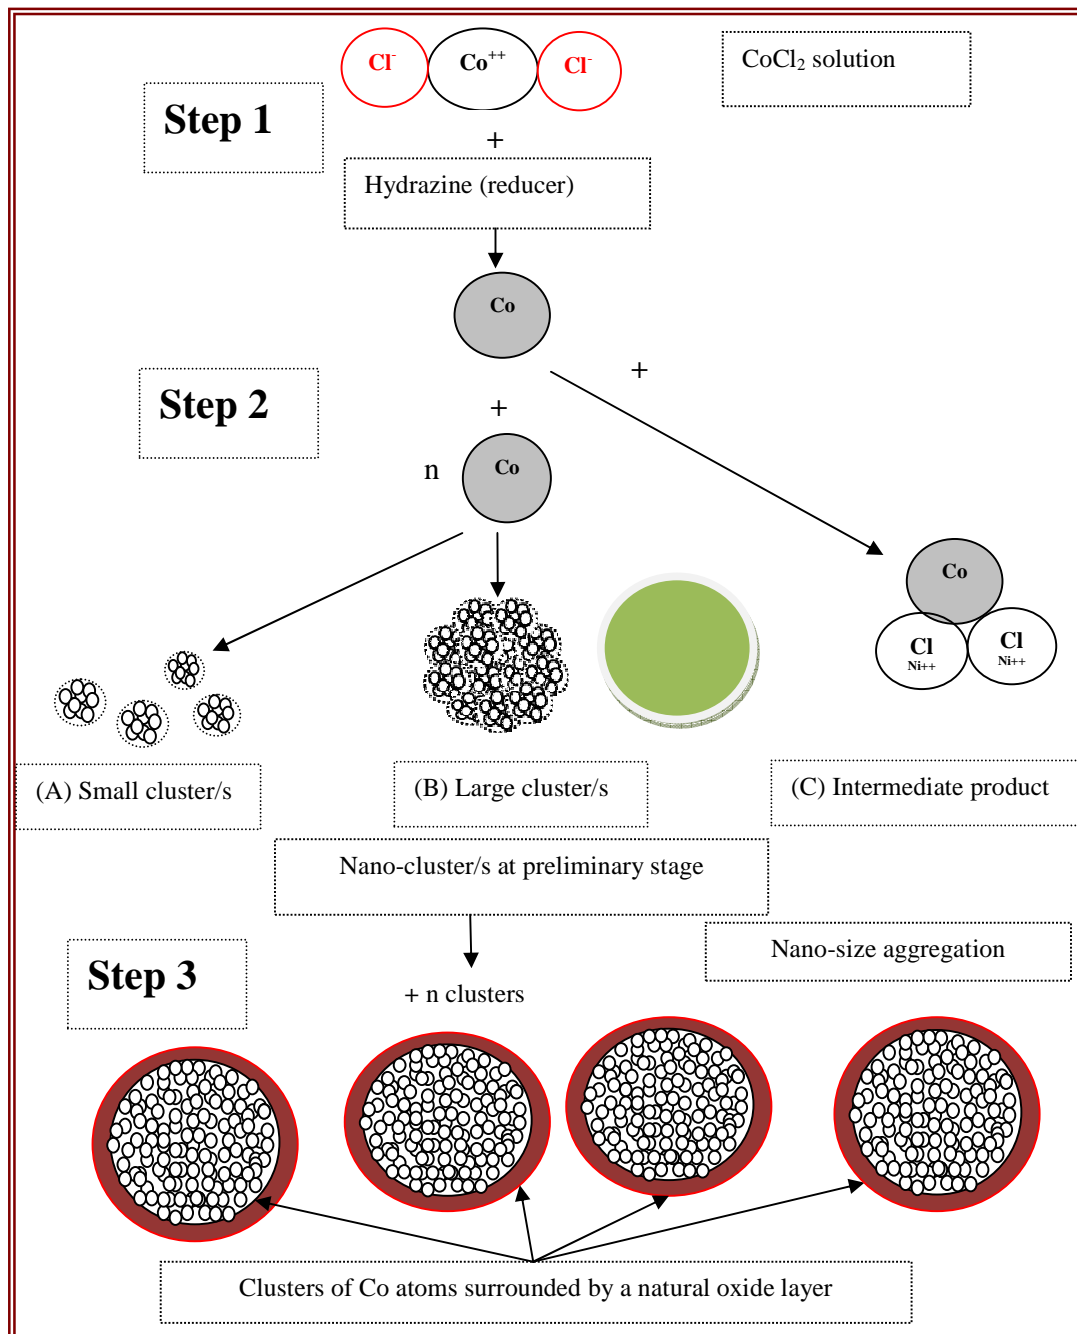 Cl⁻ Co⁺⁺ Cl⁻
CoCl₂ solution
Step 1
+
Hydrazine (reducer)
Co
+
Step 2
+
n
Co
Co
Cl
Ni++
Cl
Ni++
(A) Small cluster/s
(B) Large cluster/s
(C) Intermediate product
Nano-cluster/s at preliminary stage
Nano-size aggregation
Step 3
+ n clusters
Clusters of Co atoms surrounded by a natural oxide layer